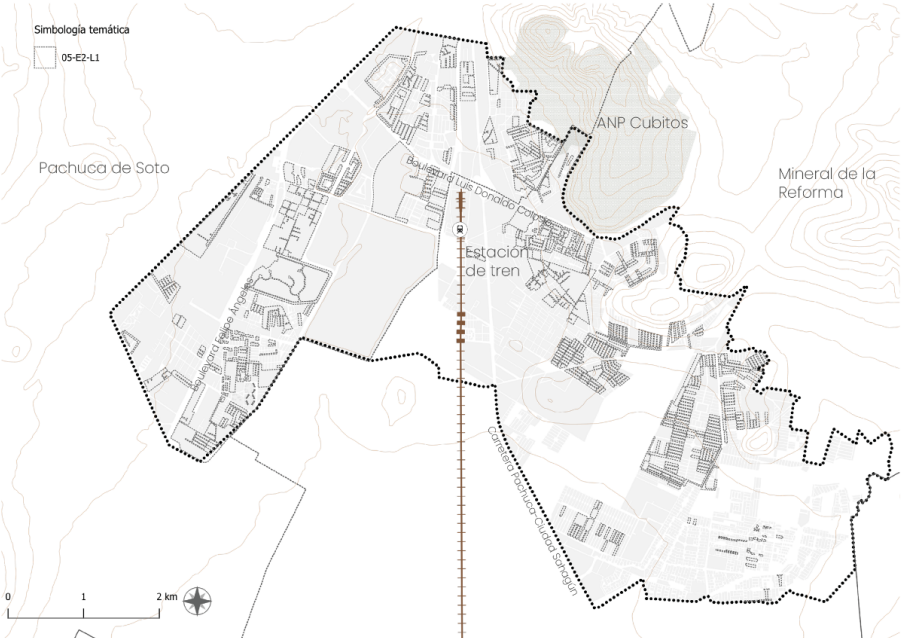 Simbología temática
05-E2-L1
ANP Cubitos
Pachuca de Soto
Boulevard Luis Donaldo Colosio
Mineral de la
Reforma
Estación
de tren
Boulevard Felipe Ángeles
Carretera Pachuca-Ciudad Sahagún
0 1 2 km